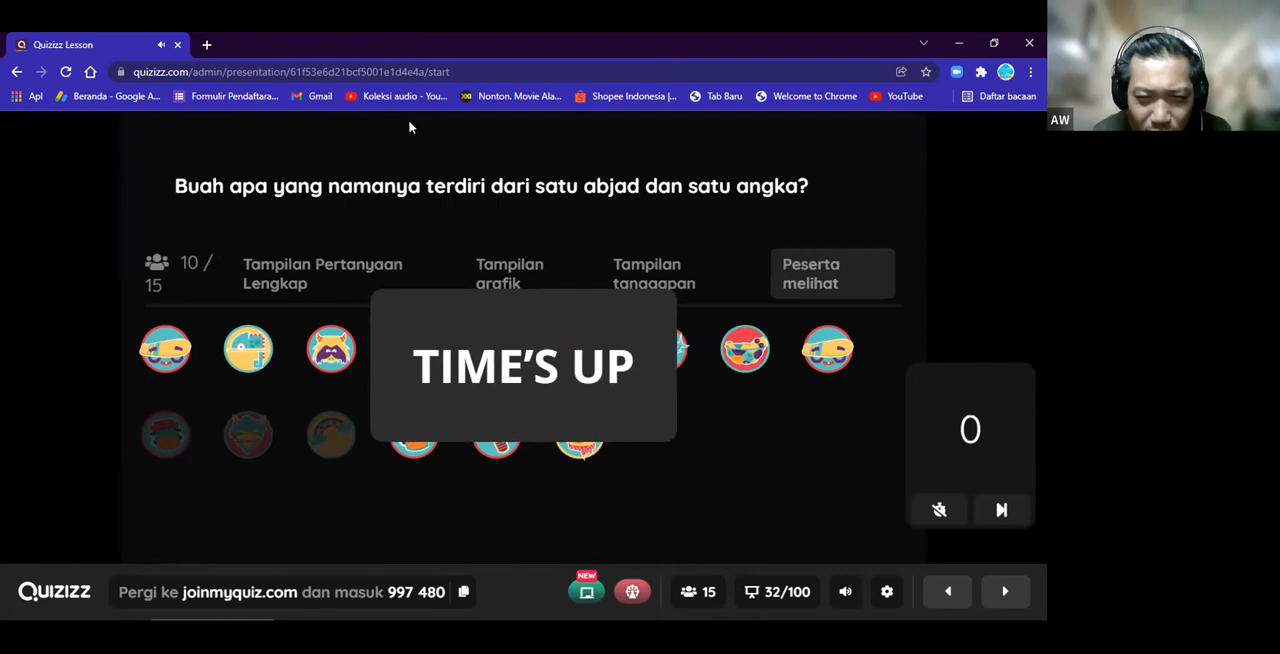 Quizizz Lesson
quizizz.com/admin/presentation/61f53e6d21bcf5001e1d4e4a/start
Apl
Beranda - Google A...
Formulir Pendaftara...
Gmail
Koleksi audio - You...
Nonton. Movie Ala...
Shopee Indonesia |...
Tab Baru
Welcome to Chrome
YouTube
Daftar bacaan
AW
Buah apa yang namanya terdiri dari satu abjad dan satu angka?
10 /
15
Tampilan Pertanyaan
Lengkap
Tampilan
grafik
Tampilan
tanggapan
Peserta
melihat
TIME'S UP
0
QUIZIZZ
Pergi ke joinmyquiz.com dan masuk 997 480
NEW
15
32/100